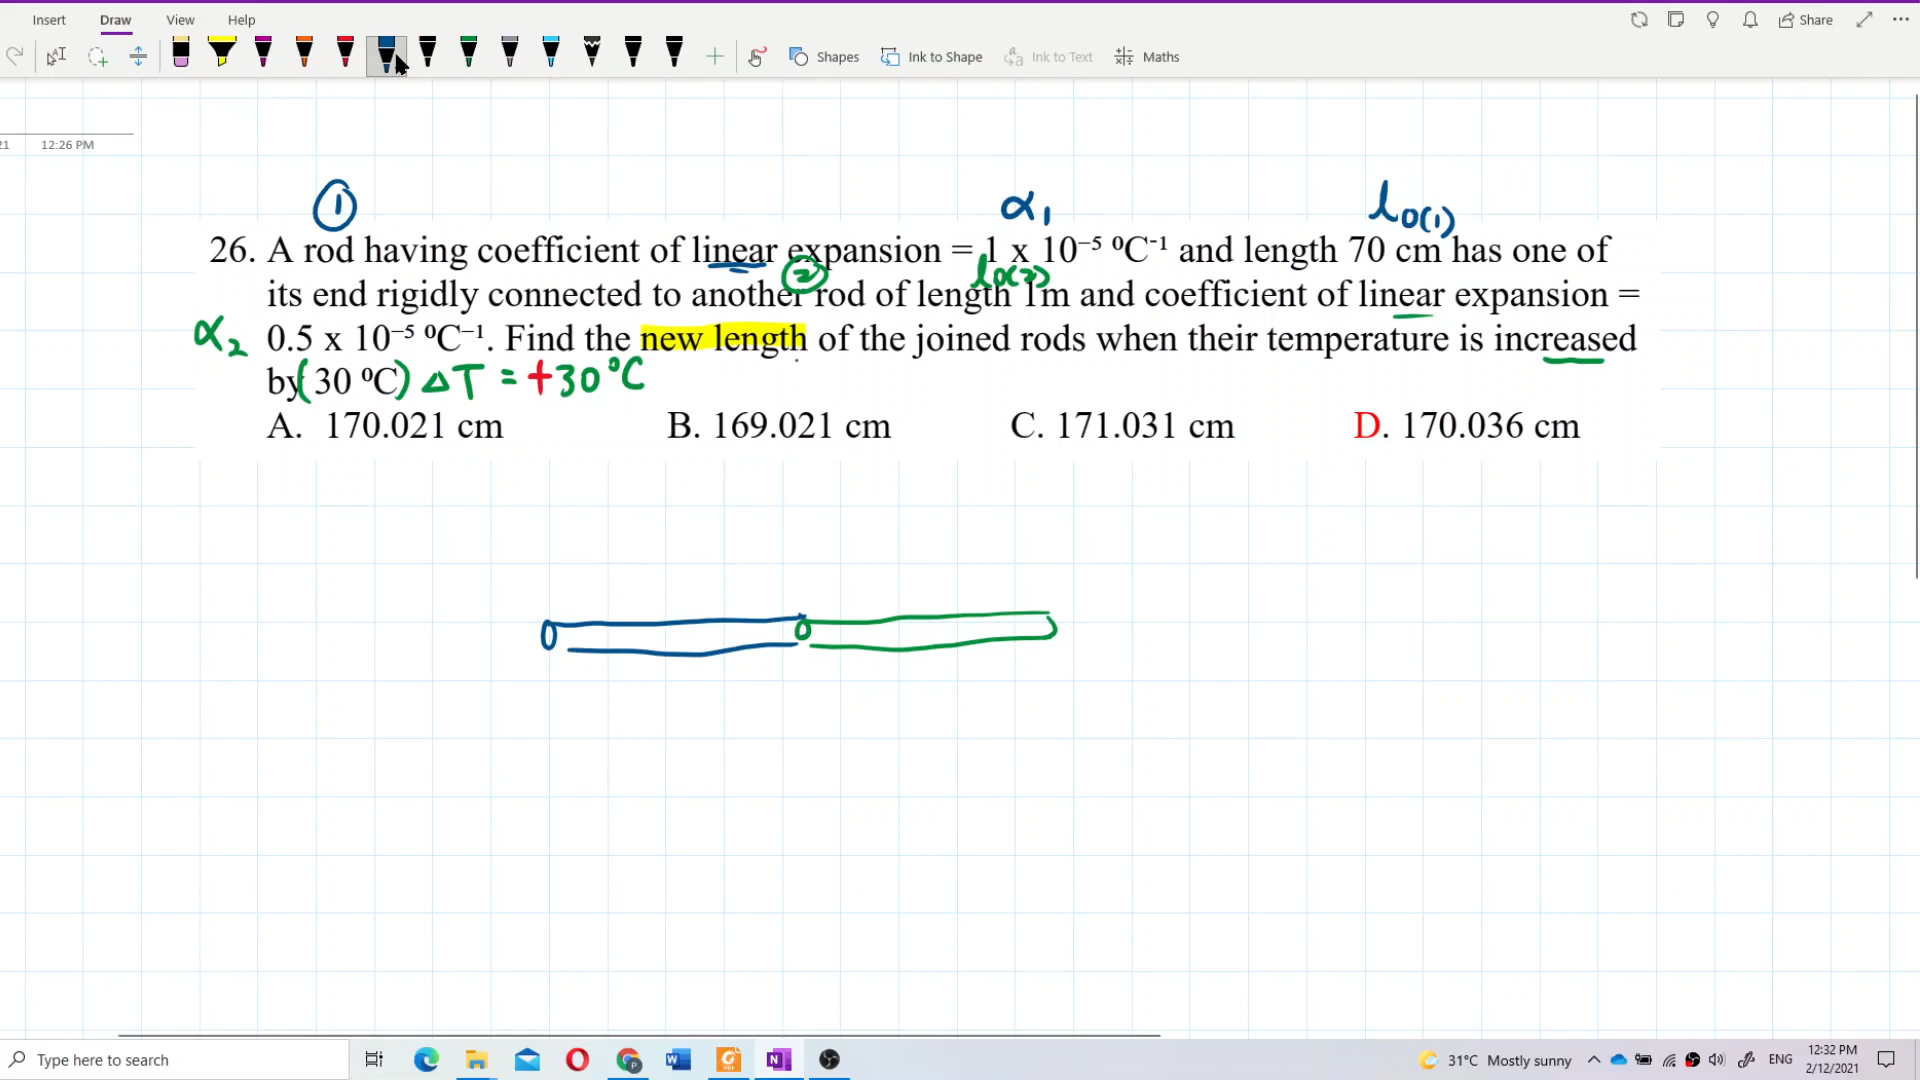 Insert Draw View Help
Share
Shapes Ink to Shape Ink to Text Maths
21 12:26 PM
① α₁ l₀₍₁₎
26. A rod having coefficient of linear expansion = 1 x 10⁻⁵ ⁰C⁻¹ and length 70 cm has one of
② l₀₍₂₎
its end rigidly connected to another rod of length 1m and coefficient of linear expansion =
α₂ 0.5 x 10⁻⁵ ⁰C⁻¹. Find the new length of the joined rods when their temperature is increased
by (30 ⁰C) ΔT = +30°C
A. 170.021 cm B. 169.021 cm C. 171.031 cm D. 170.036 cm
Type here to search
31°C Mostly sunny
ENG
12:32 PM
2/12/2021